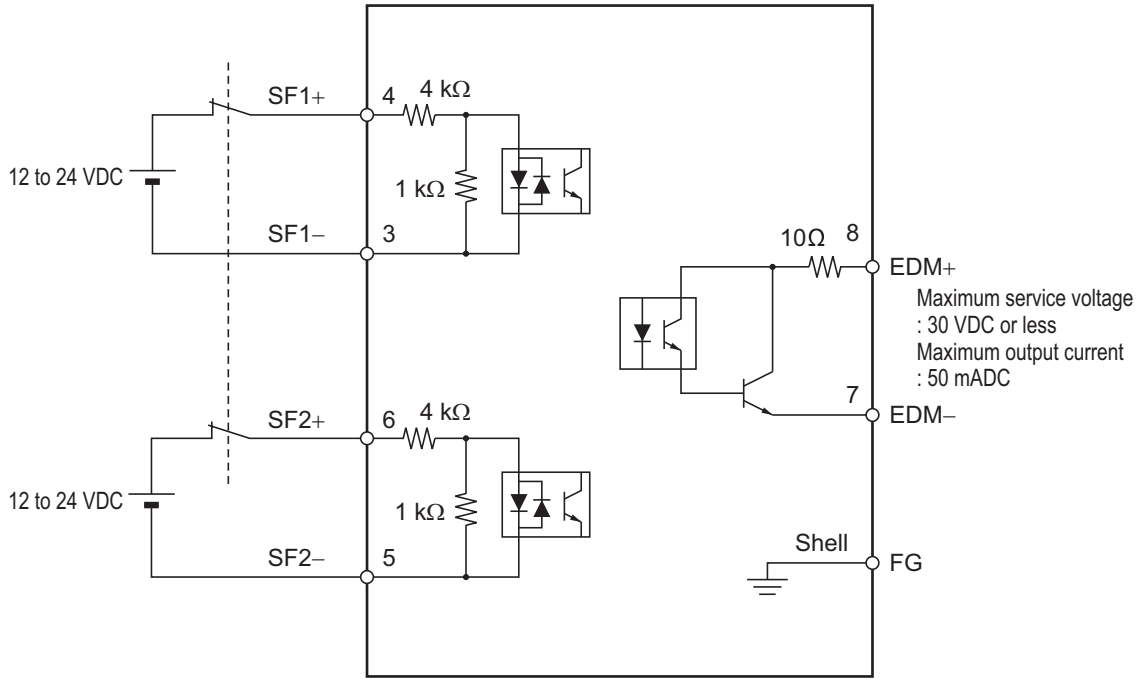 SF1+
4
4 kΩ
12 to 24 VDC
1 kΩ
SF1−
3
10Ω
8
EDM+
Maximum service voltage
: 30 VDC or less
Maximum output current
: 50 mADC
7
EDM−
SF2+
6
4 kΩ
12 to 24 VDC
1 kΩ
SF2−
5
Shell
FG